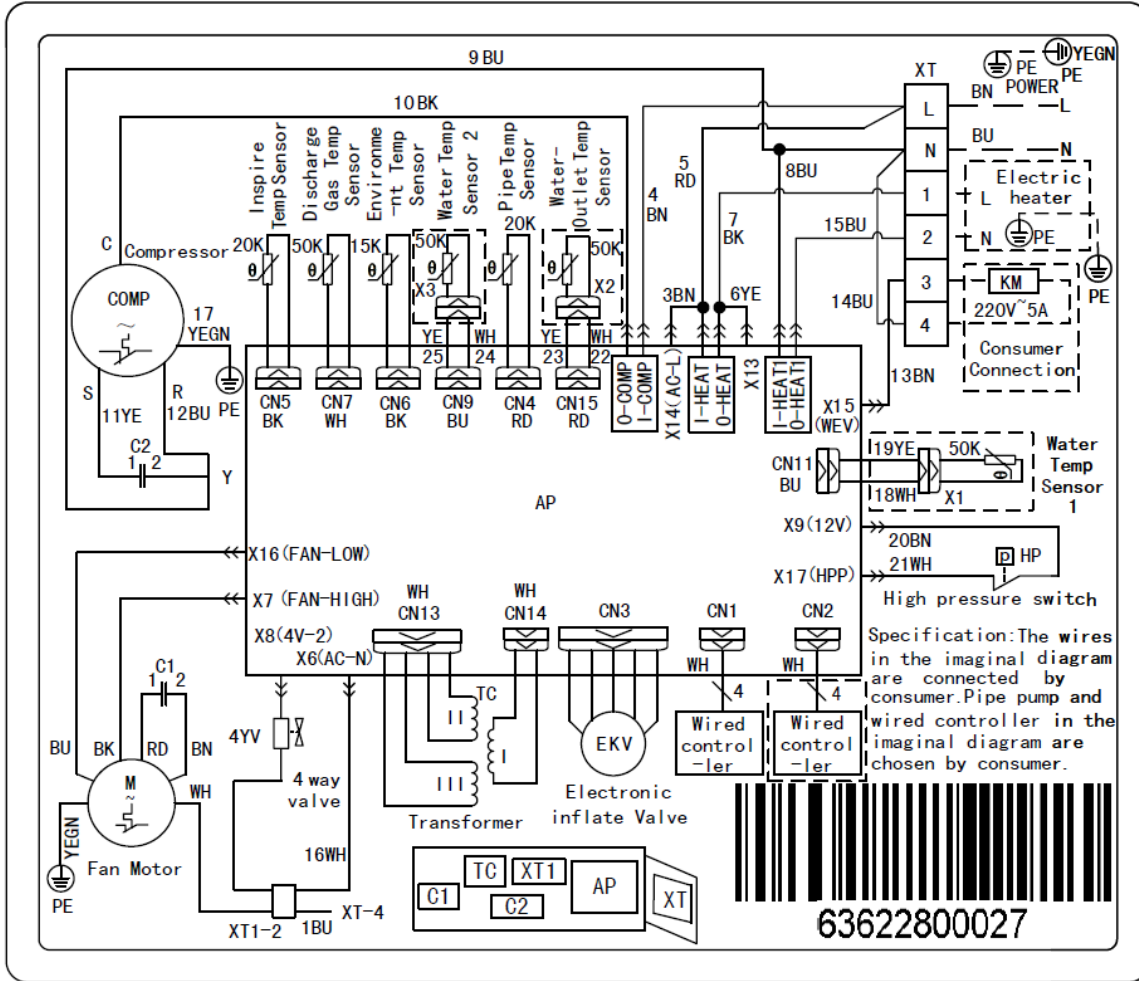 9BU
XT
PE
POWER
YEGN
PE
BN
L
L
10BK
BU
N
N
Inspire
Temp Sensor
Discharge
Gas Temp
Sensor
Environme
-nt Temp
Sensor
Water Temp
Sensor 2
Pipe Temp
Sensor
Water-
Outlet Temp
Sensor
5
RD
4
BN
8BU
7
BK
Electric
heater
1
L
C
Compressor
20K
50K
15K
50K
20K
50K
15BU
2
N
PE
θ
θ
θ
θ
θ
θ
X3
X2
3BN
6YE
14BU
3
KM
PE
220V~5A
4
COMP
~
17
YEGN
YE
WH
YE
WH
25
24
23
22
Consumer
Connection
S
R
11YE
12BU
PE
CN5
BK
CN7
WH
CN6
BK
CN9
BU
CN4
RD
CN15
RD
O-COMP
I-COMP
X14(AC-L)
I-HEAT
O-HEAT
X13
I-HEAT1
O-HEAT1
13BN
X15
(WEV)
C2
1
2
Y
CN11
BU
19YE
50K
θ
18WH
X1
Water
Temp
Sensor
1
AP
X9(12V)
20BN
p
HP
X16(FAN-LOW)
X17(HPP)
21WH
High pressure switch
X7 (FAN-HIGH)
WH
CN13
WH
CN14
CN3
CN1
CN2
X8(4V-2)
X6(AC-N)
WH
WH
4
4
Specification:The wires
in the imaginal diagram
are connected by
consumer.Pipe pump and
wired controller in the
imaginal diagram are
chosen by consumer.
C1
1
2
TC
II
I
III
BU
BK
RD
BN
4YV
4 way
valve
EKV
Wired
control
-ler
Wired
control
-ler
M
~
WH
YEGN
Fan Motor
PE
Transformer
Electronic
inflate Valve
16WH
XT1-2
1BU
XT-4
C1
TC
XT1
C2
AP
XT
63622800027